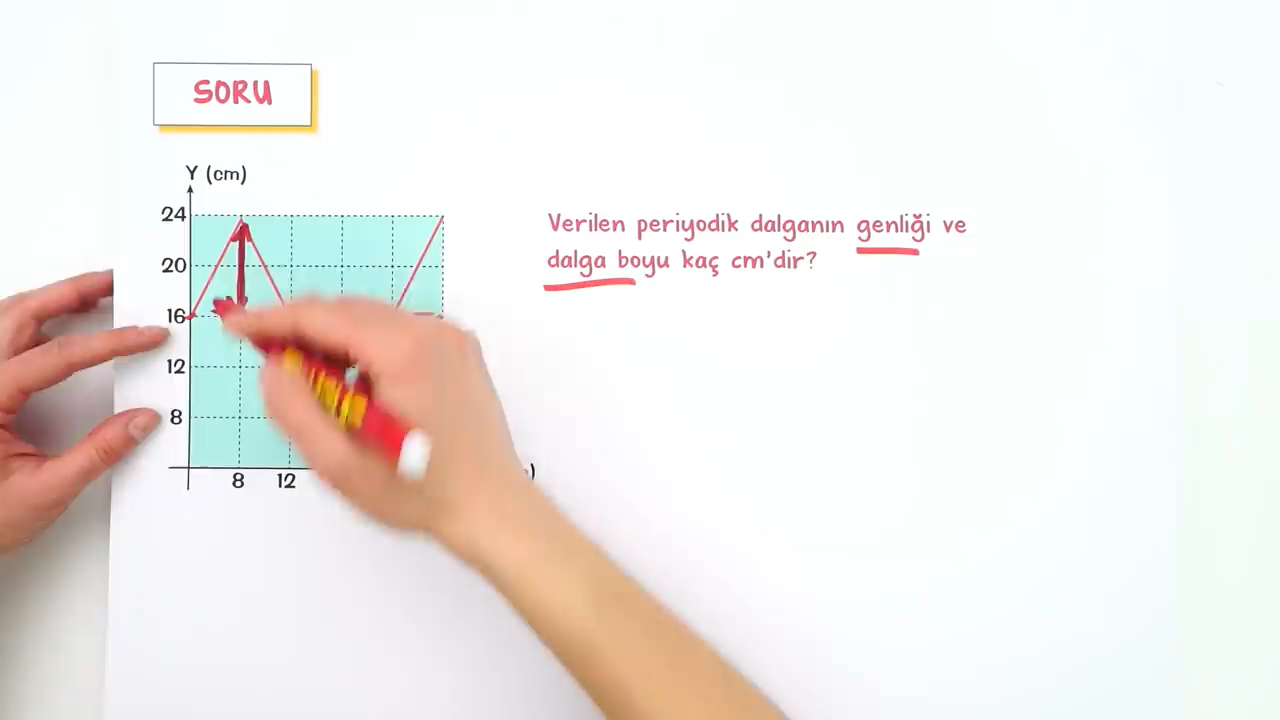 SORU
Y (cm)
24
20
16
12
8
8 12
)
Verilen periyodik dalganın genliği ve
dalga boyu kaç cm'dir?